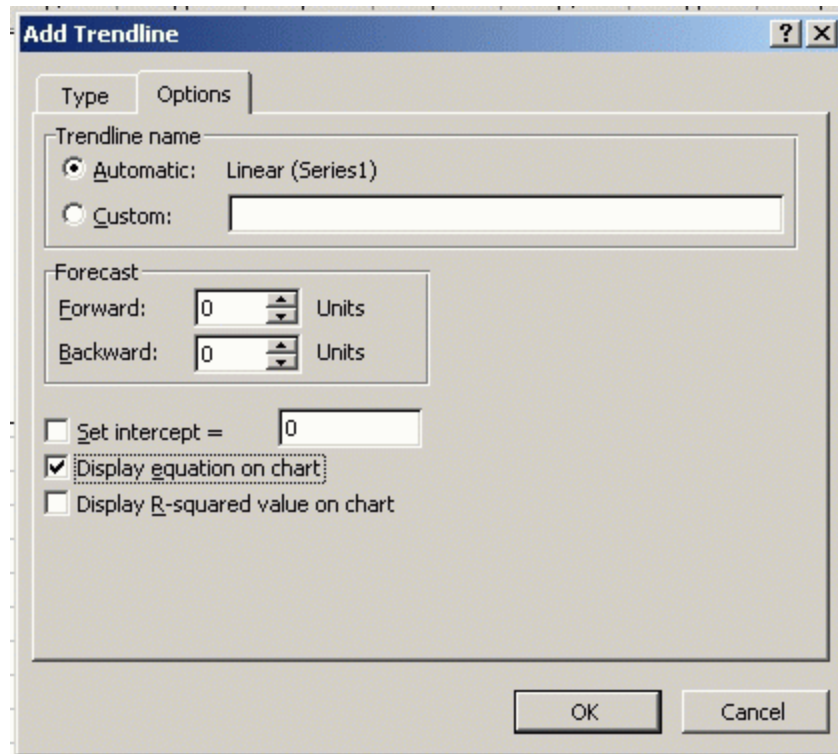 Add Trendline
Type Options
Trendline name
Automatic: Linear (Series1)
Custom:
Forecast
Forward: 0 Units
Backward: 0 Units
Set intercept = 0
Display equation on chart
Display R-squared value on chart
OK Cancel